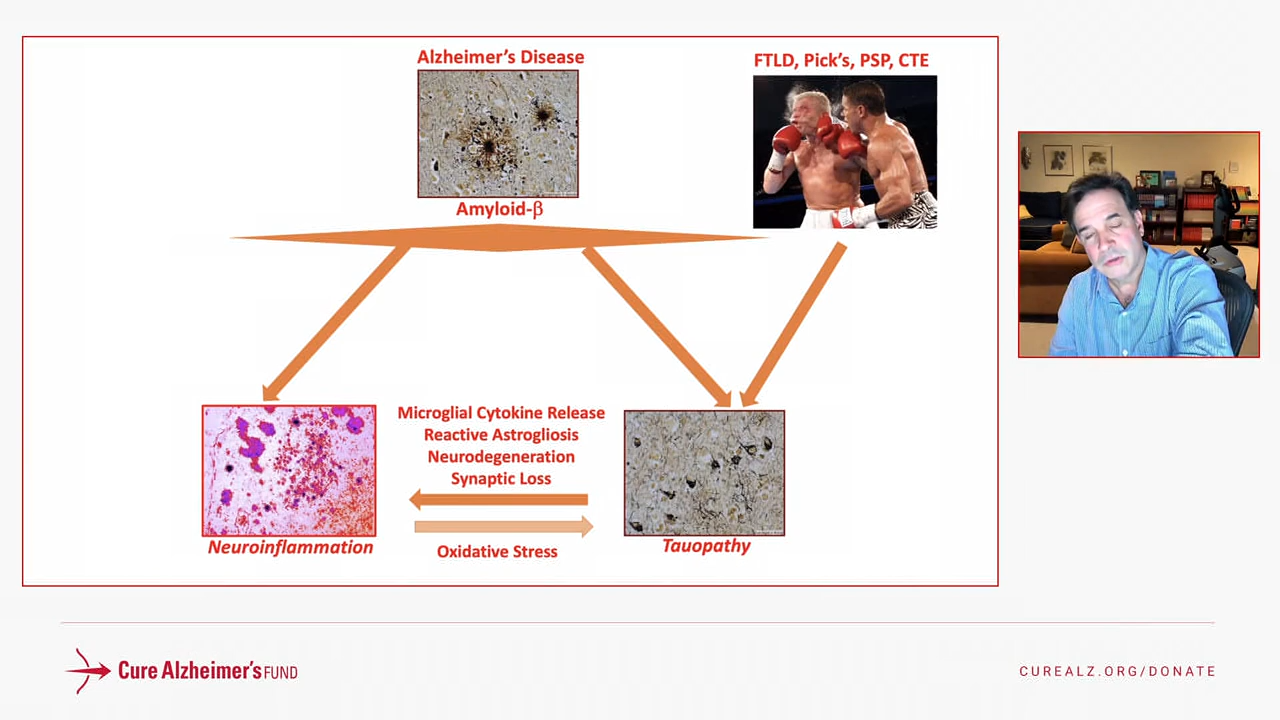 Alzheimer's Disease
FTLD, Pick's, PSP, CTE
Amyloid-β
Microglial Cytokine Release
Reactive Astrogliosis
Neurodegeneration
Synaptic Loss
Oxidative Stress
Neuroinflammation
Tauopathy
Cure Alzheimer'sFUND
CUREALZ.ORG/DONATE